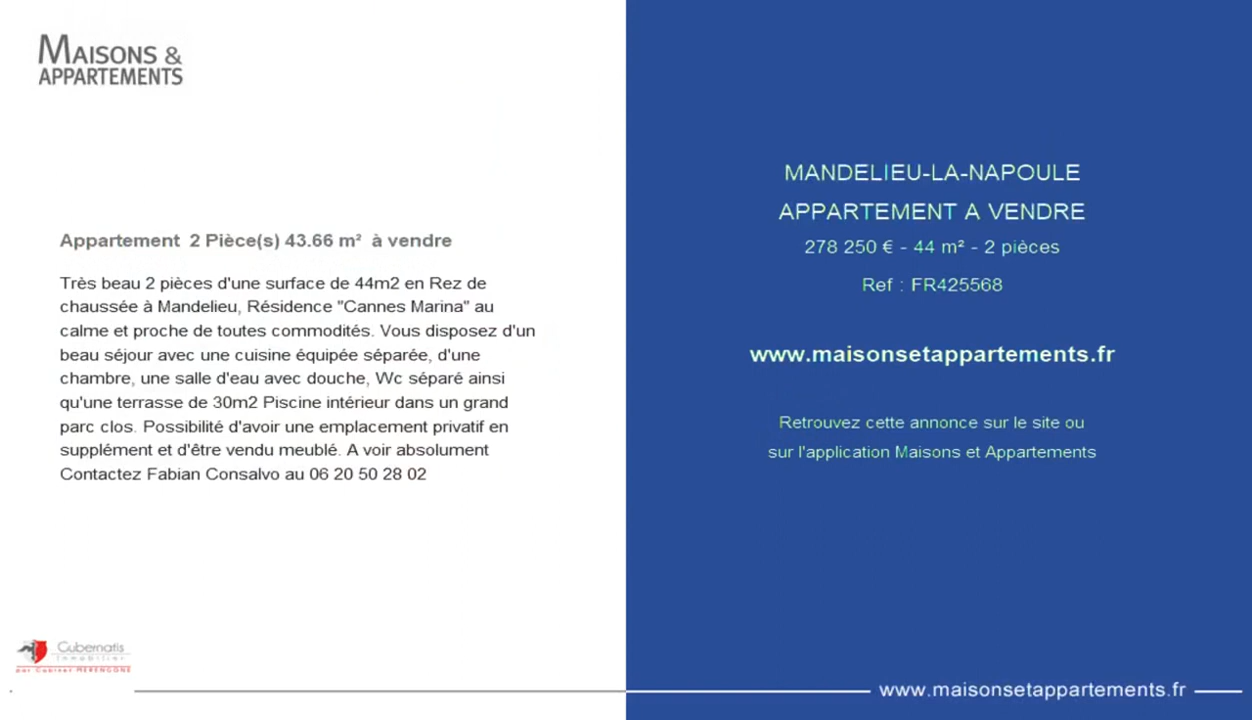 MAISONS &
APPARTEMENTS
Appartement 2 Pièce(s) 43.66 m² à vendre
Très beau 2 pièces d'une surface de 44m2 en Rez de
chaussée à Mandelieu, Résidence "Cannes Marina" au
calme et proche de toutes commodités. Vous disposez d'un
beau séjour avec une cuisine équipée séparée, d'une
chambre, une salle d'eau avec douche, Wc séparé ainsi
qu'une terrasse de 30m2 Piscine intérieur dans un grand
parc clos. Possibilité d'avoir une emplacement privatif en
supplément et d'être vendu meublé. A voir absolument
Contactez Fabian Consalvo au 06 20 50 28 02
Cubernatis
Immobilier
par Cabinet MERENGONE
MANDELIEU-LA-NAPOULE
APPARTEMENT A VENDRE
278 250 € - 44 m² - 2 pièces
Ref : FR425568
www.maisonsetappartements.fr
Retrouvez cette annonce sur le site ou
sur l'application Maisons et Appartements
www.maisonsetappartements.fr